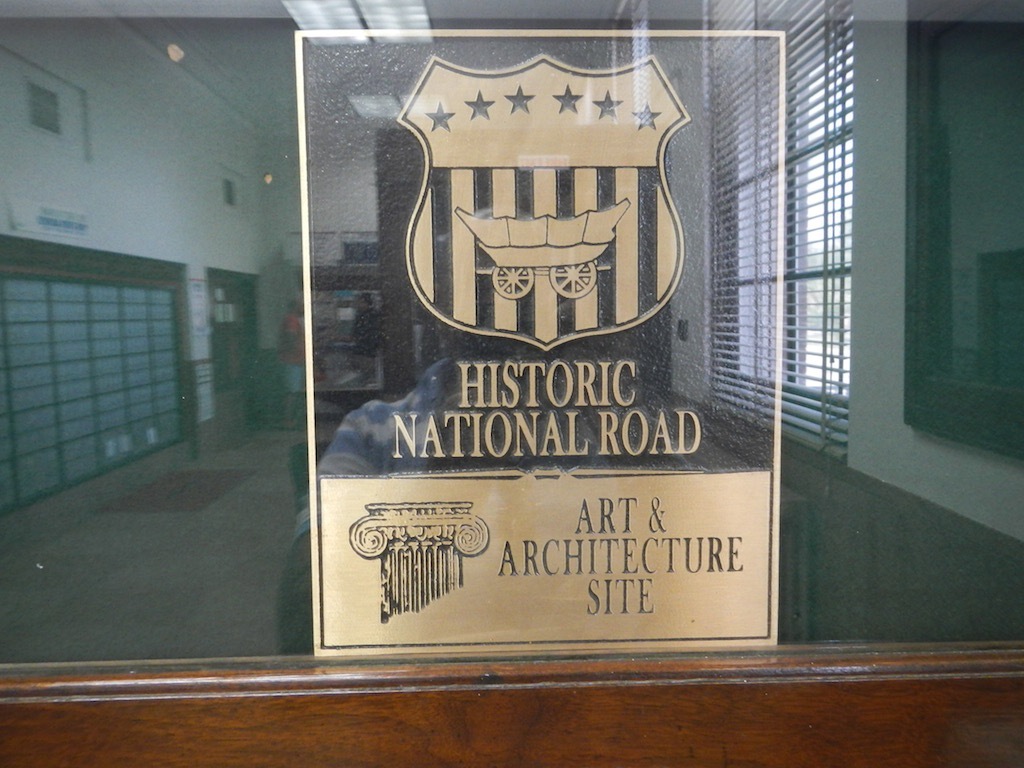 HISTORIC
NATIONAL ROAD
ART &
ARCHITECTURE
SITE